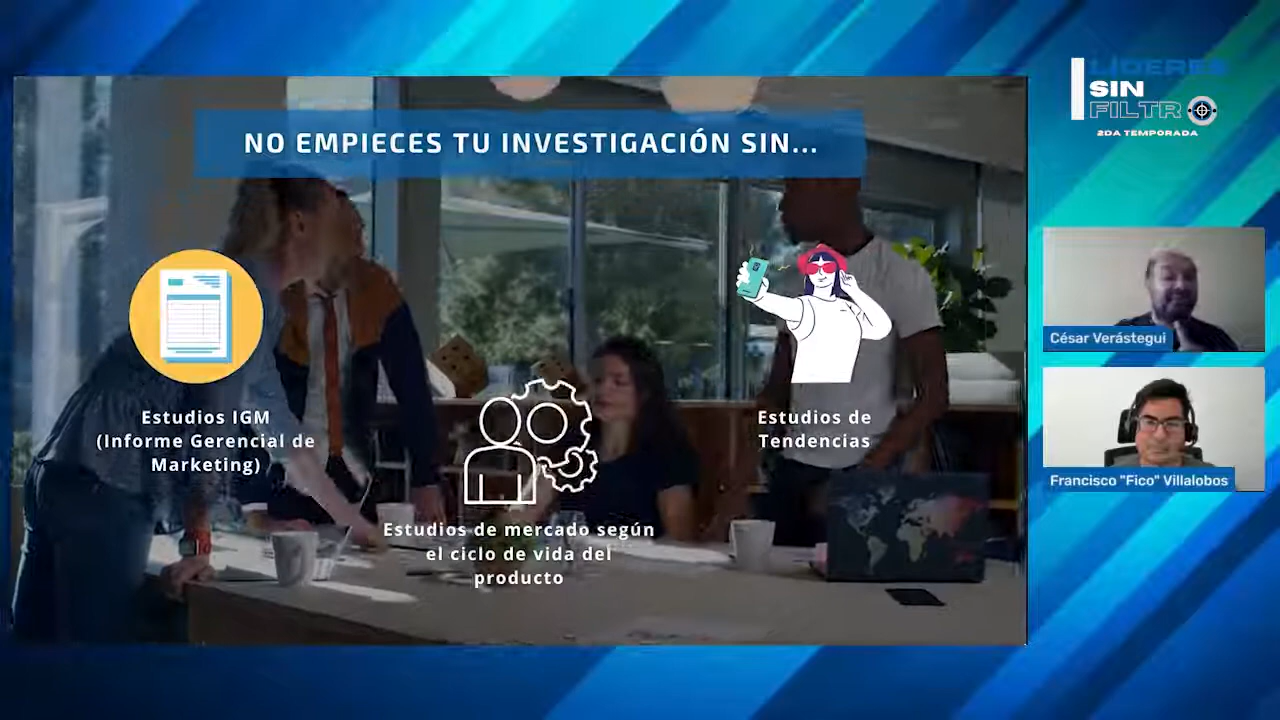 NO EMPIECES TU INVESTIGACIÓN SIN...
Estudios IGM
(Informe Gerencial de
Marketing)
Estudios de mercado según
el ciclo de vida del
producto
Estudios de
Tendencias
LÍDERES
SIN
FILTRO
2DA TEMPORADA
César Verástegui
Francisco "Fico" Villalobos